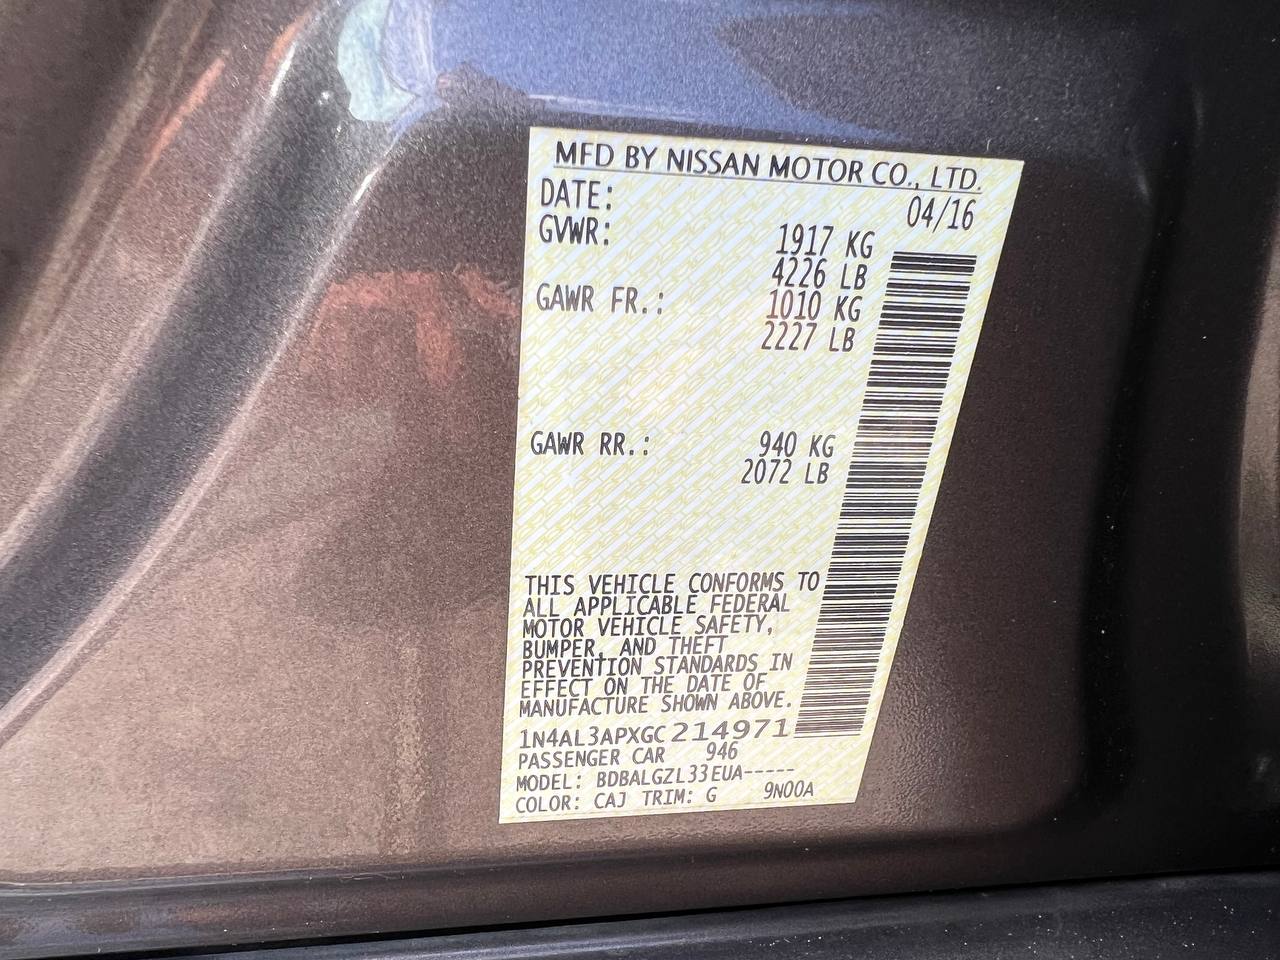 MFD BY NISSAN MOTOR CO., LTD.
DATE: 04/16
GVWR: 1917 KG
4226 LB
GAWR FR.: 1010 KG
2227 LB
GAWR RR.: 940 KG
2072 LB
THIS VEHICLE CONFORMS TO
ALL APPLICABLE FEDERAL
MOTOR VEHICLE SAFETY,
BUMPER, AND THEFT
PREVENTION STANDARDS IN
EFFECT ON THE DATE OF
MANUFACTURE SHOWN ABOVE.
1N4AL3APXGC214971
PASSENGER CAR 946
MODEL: BDBALGZL33EUA-----
COLOR: CAJ TRIM: G 9N00A